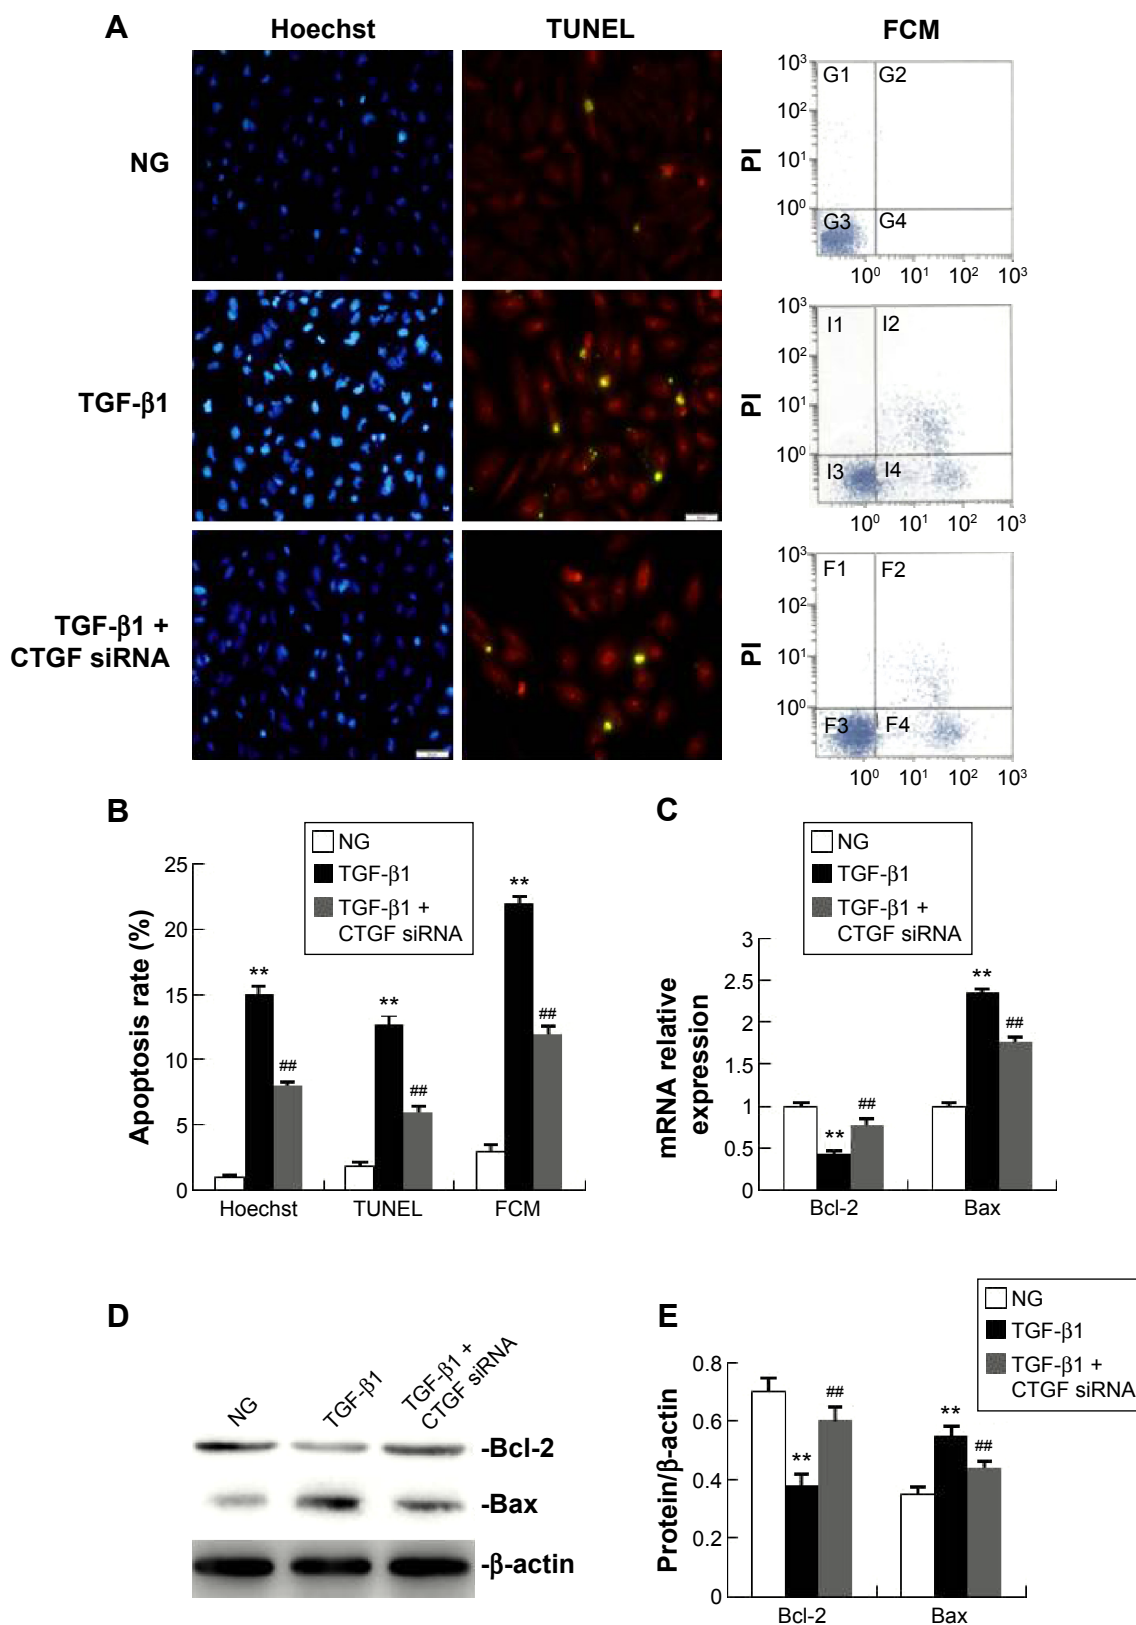 A
Hoechst
TUNEL
FCM
NG
TGF-β1
TGF-β1 +
CTGF siRNA
PI
10³
10²
10¹
10⁰
G1
G2
G3
G4
10⁰ 10¹ 10² 10³
PI
10³
10²
10¹
10⁰
I1
I2
I3
I4
10⁰ 10¹ 10² 10³
PI
10³
10²
10¹
10⁰
F1
F2
F3
F4
10⁰ 10¹ 10² 10³
B
NG
TGF-β1
TGF-β1 +
CTGF siRNA
Apoptosis rate (%)
25
20
15
10
5
0
**
##
**
##
**
##
Hoechst
TUNEL
FCM
C
NG
TGF-β1
TGF-β1 +
CTGF siRNA
mRNA relative
expression
3
2.5
2
1.5
1
0.5
0
**
##
**
##
Bcl-2
Bax
D
NG
TGF-β1
TGF-β1 +
CTGF siRNA
-Bcl-2
-Bax
-β-actin
E
NG
TGF-β1
TGF-β1 +
CTGF siRNA
Protein/β-actin
0.8
0.6
0.4
0.2
0
**
##
**
##
Bcl-2
Bax